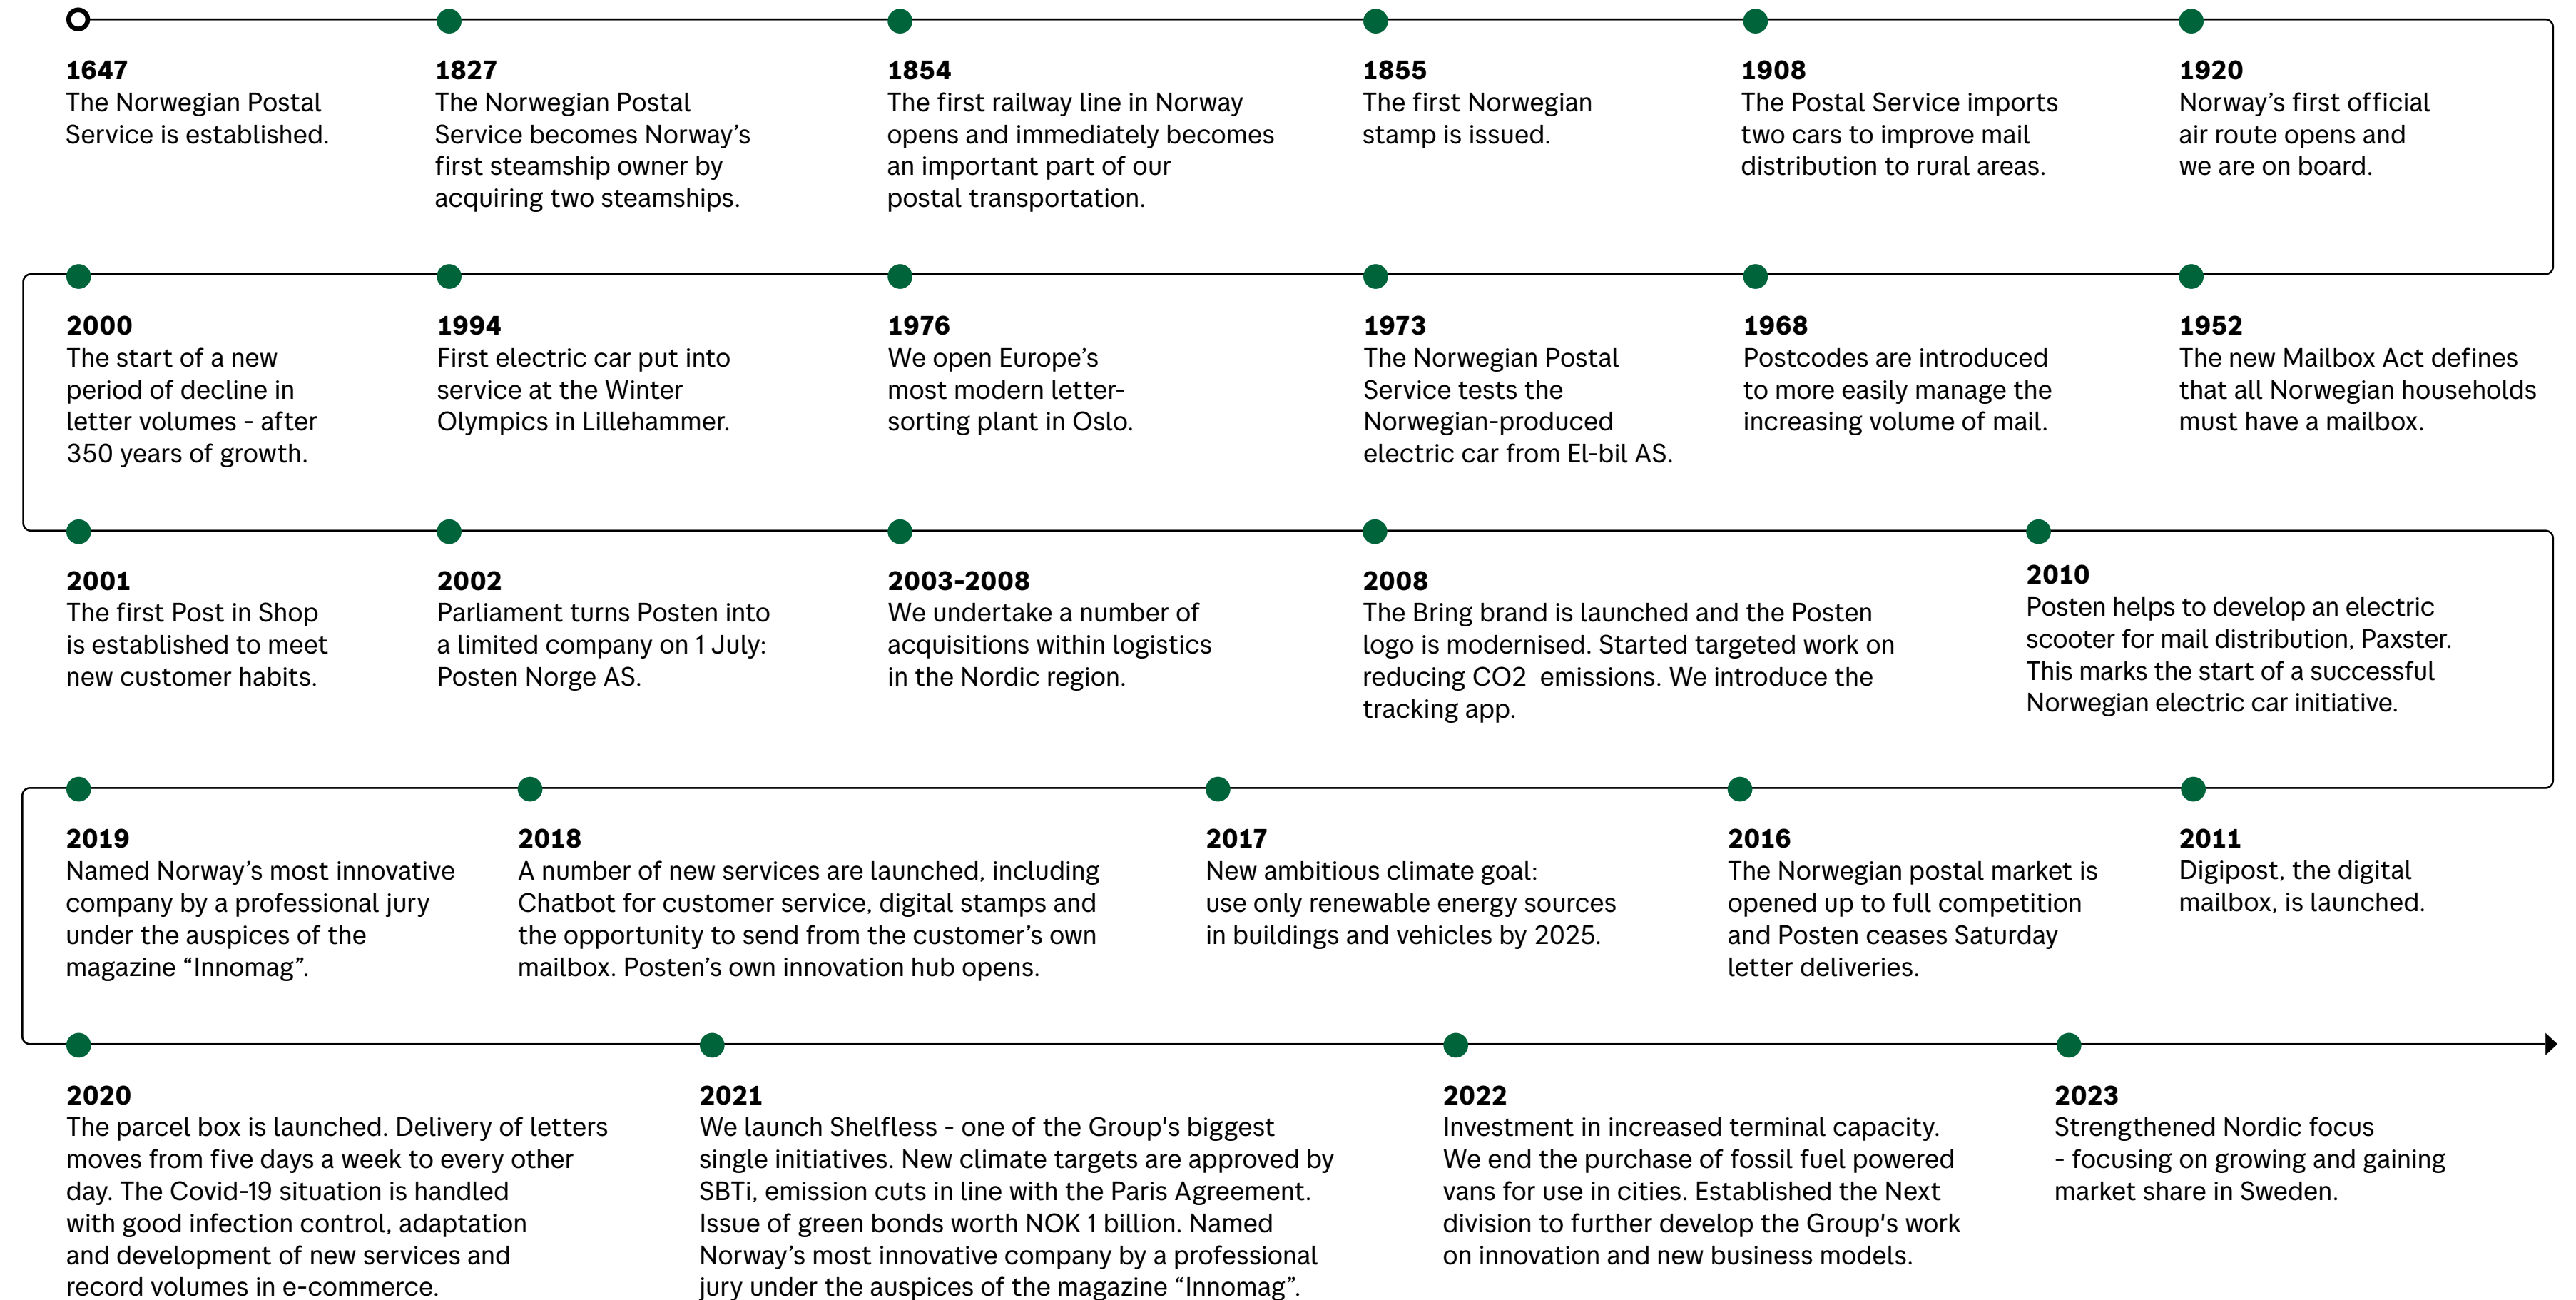 1647
The Norwegian Postal
Service is established.
1827
The Norwegian Postal
Service becomes Norway’s
first steamship owner by
acquiring two steamships.
1854
The first railway line in Norway
opens and immediately becomes
an important part of our
postal transportation.
1855
The first Norwegian
stamp is issued.
1908
The Postal Service imports
two cars to improve mail
distribution to rural areas.
1920
Norway’s first official
air route opens and
we are on board.
1952
The new Mailbox Act defines
that all Norwegian households
must have a mailbox.
1968
Postcodes are introduced
to more easily manage the
increasing volume of mail.
1973
The Norwegian Postal
Service tests the
Norwegian-produced
electric car from El-bil AS.
1976
We open Europe’s
most modern letter-
sorting plant in Oslo.
1994
First electric car put into
service at the Winter
Olympics in Lillehammer.
2000
The start of a new
period of decline in
letter volumes - after
350 years of growth.
2001
The first Post in Shop
is established to meet
new customer habits.
2002
Parliament turns Posten into
a limited company on 1 July:
Posten Norge AS.
2003-2008
We undertake a number of
acquisitions within logistics
in the Nordic region.
2008
The Bring brand is launched and the Posten
logo is modernised. Started targeted work on
reducing CO2  emissions. We introduce the
tracking app.
2010
Posten helps to develop an electric
scooter for mail distribution, Paxster.
This marks the start of a successful
Norwegian electric car initiative.
2011
Digipost, the digital
mailbox, is launched.
2016
The Norwegian postal market is
opened up to full competition
and Posten ceases Saturday
letter deliveries.
2017
New ambitious climate goal:
use only renewable energy sources
in buildings and vehicles by 2025.
2018
A number of new services are launched, including
Chatbot for customer service, digital stamps and
the opportunity to send from the customer’s own
mailbox. Posten’s own innovation hub opens.
2019
Named Norway’s most innovative
company by a professional jury
under the auspices of the
magazine “Innomag”.
2020
The parcel box is launched. Delivery of letters
moves from five days a week to every other
day. The Covid-19 situation is handled
with good infection control, adaptation
and development of new services and
record volumes in e-commerce.
2021
We launch Shelfless - one of the Group's biggest
single initiatives. New climate targets are approved by
SBTi, emission cuts in line with the Paris Agreement.
Issue of green bonds worth NOK 1 billion. Named
Norway’s most innovative company by a professional
jury under the auspices of the magazine “Innomag”.
2022
Investment in increased terminal capacity.
We end the purchase of fossil fuel powered
vans for use in cities. Established the Next
division to further develop the Group's work
on innovation and new business models.
2023
Strengthened Nordic focus
- focusing on growing and gaining
market share in Sweden.